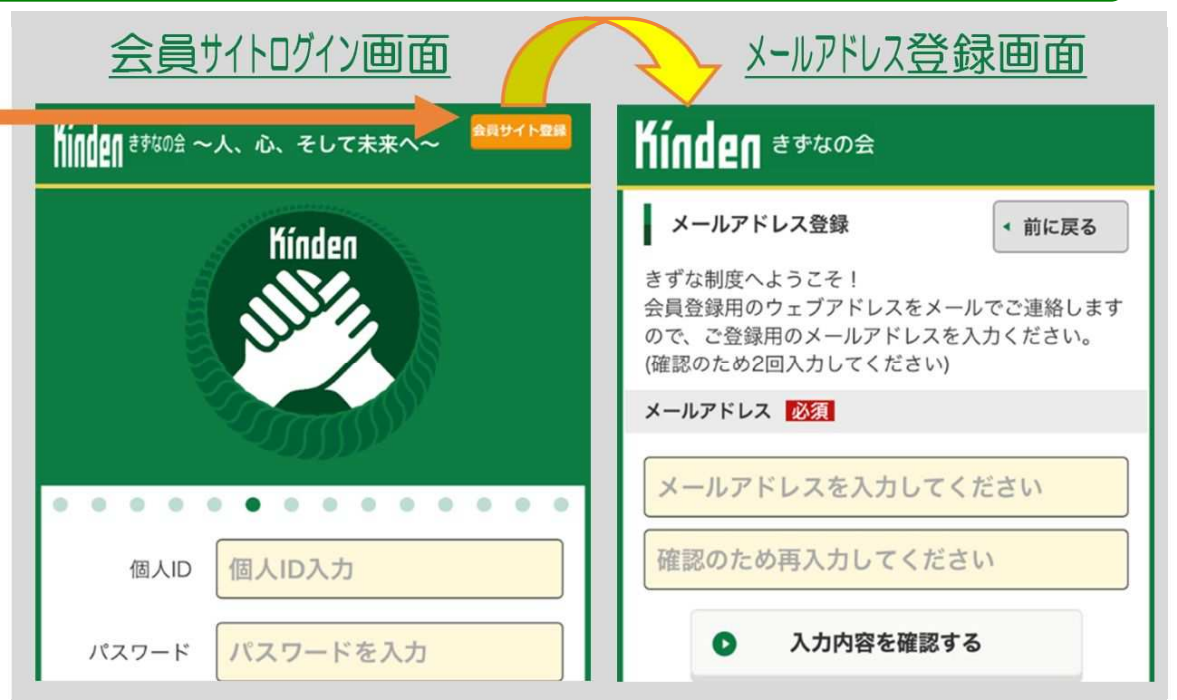 会員サイトログイン画面
Kinden きずなの会 ～人、心、そして未来へ～
会員サイト登録
Kinden
個人ID
個人ID入力
パスワード
パスワードを入力
メールアドレス登録画面
Kinden きずなの会
メールアドレス登録
前に戻る
きずな制度へようこそ！
会員登録用のウェブアドレスをメールでご連絡します
ので、ご登録用のメールアドレスを入力ください。
(確認のため2回入力してください)
メールアドレス 必須
メールアドレスを入力してください
確認のため再入力してください
入力内容を確認する